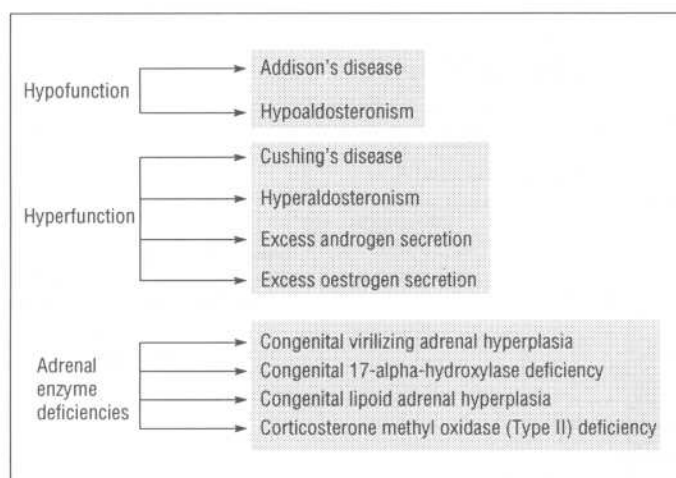 Hypofunction
Addison's disease
Hypoaldosteronism
Hyperfunction
Cushing's disease
Hyperaldosteronism
Excess androgen secretion
Excess oestrogen secretion
Adrenal
enzyme
deficiencies
Congenital virilizing adrenal hyperplasia
Congenital 17-alpha-hydroxylase deficiency
Congenital lipoid adrenal hyperplasia
Corticosterone methyl oxidase (Type II) deficiency